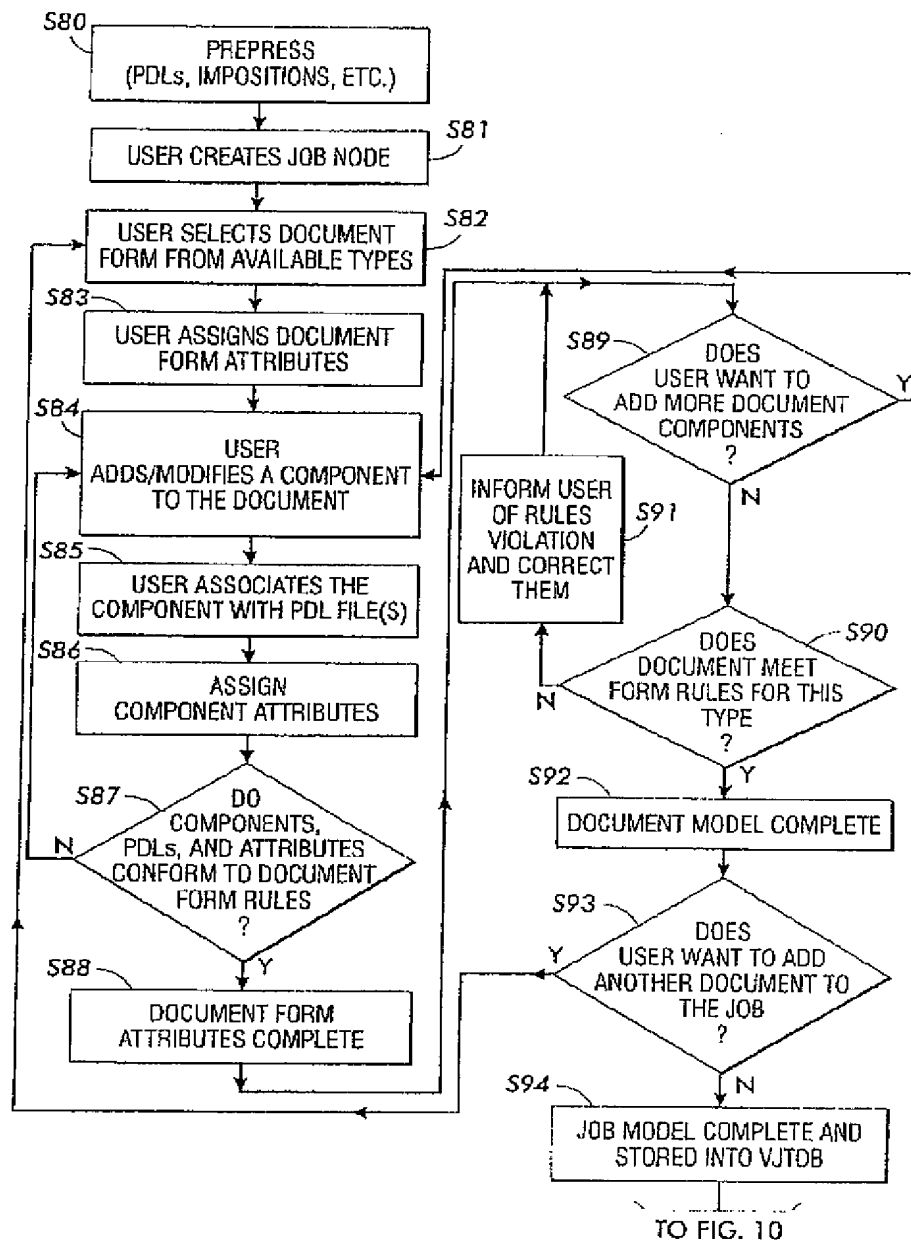 S80
PREPRESS
(PDLs, IMPOSITIONS, ETC.)
S81
USER CREATES JOB NODE
S82
USER SELECTS DOCUMENT
FORM FROM AVAILABLE TYPES
S83
USER ASSIGNS DOCUMENT
FORM ATTRIBUTES
S84
USER
ADDS/MODIFIES A COMPONENT
TO THE DOCUMENT
S85
USER ASSOCIATES THE
COMPONENT WITH PDL FILE(S)
S86
ASSIGN
COMPONENT ATTRIBUTES
S87
DO
COMPONENTS,
PDLs, AND ATTRIBUTES
CONFORM TO DOCUMENT
FORM RULES
?
N
Y
S88
DOCUMENT FORM
ATTRIBUTES COMPLETE
S89
DOES
USER WANT TO
ADD MORE DOCUMENT
COMPONENTS
?
Y
N
S91
INFORM USER
OF RULES
VIOLATION
AND CORRECT
THEM
S90
DOES
DOCUMENT MEET
FORM RULES FOR THIS
TYPE
?
N
Y
S92
DOCUMENT MODEL COMPLETE
S93
DOES
USER WANT TO ADD
ANOTHER DOCUMENT TO
THE JOB
?
Y
N
S94
JOB MODEL COMPLETE AND
STORED INTO VJTDB
TO FIG. 10